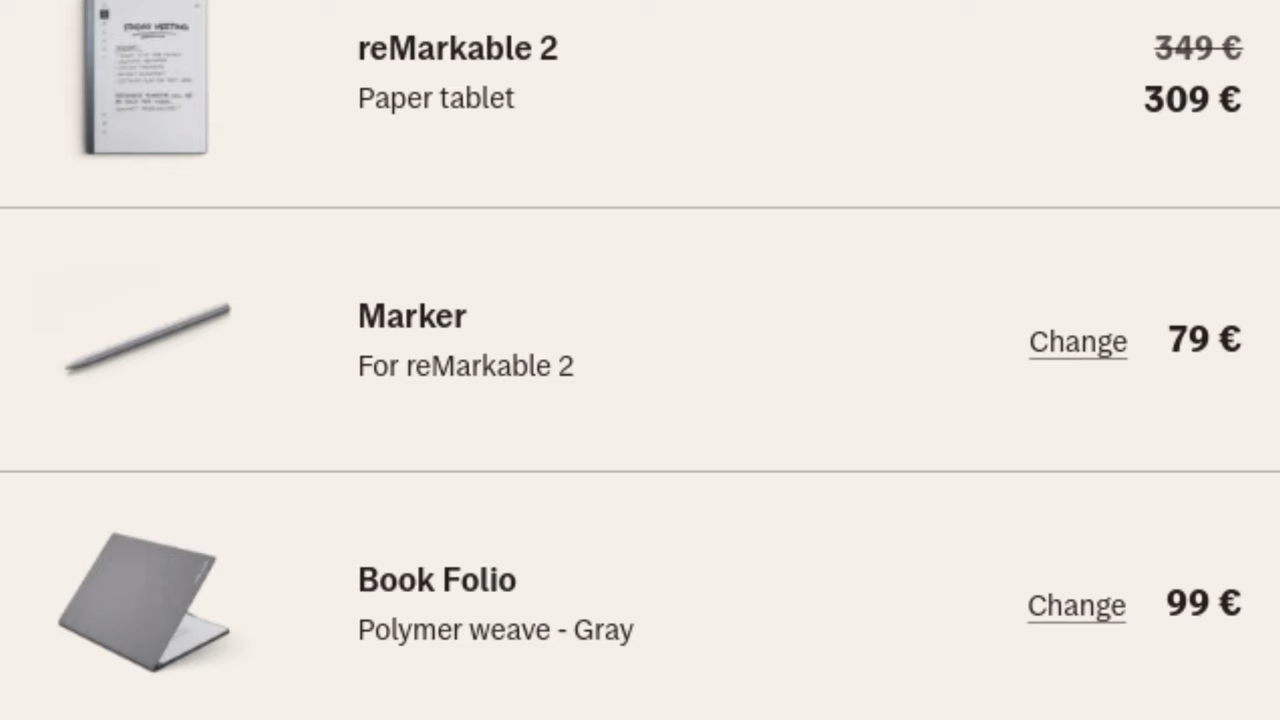 reMarkable 2
349 €
Paper tablet
309 €
Marker
For reMarkable 2
Change
79 €
Book Folio
Polymer weave - Gray
Change
99 €